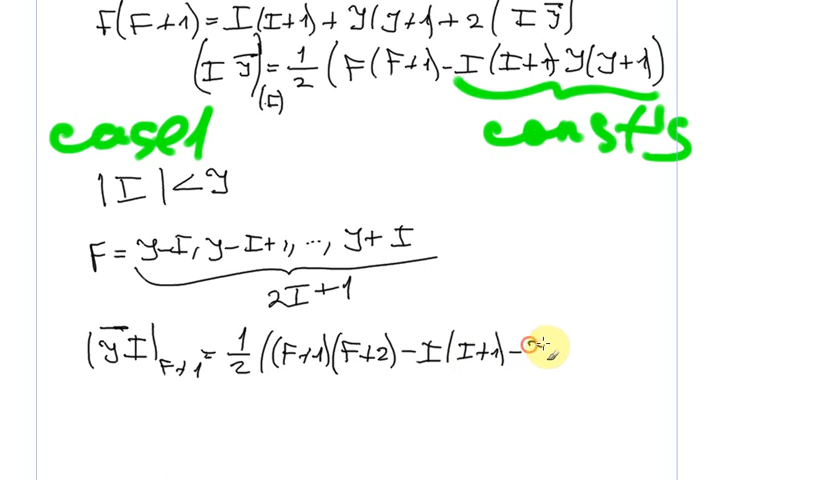 F(F+1) = I(I+1) + Y(Y+1) + 2(I Y̅)
(I Y̅)(F) = 1/2 (F(F+1) - I(I+1) - Y(Y+1))
case1 const's
|I| < Y
F = Y-I, Y-I+1, ..., Y+I
2I+1
(Y̅ I)F+1 = 1/2 ((F+1)(F+2) - I(I+1) -